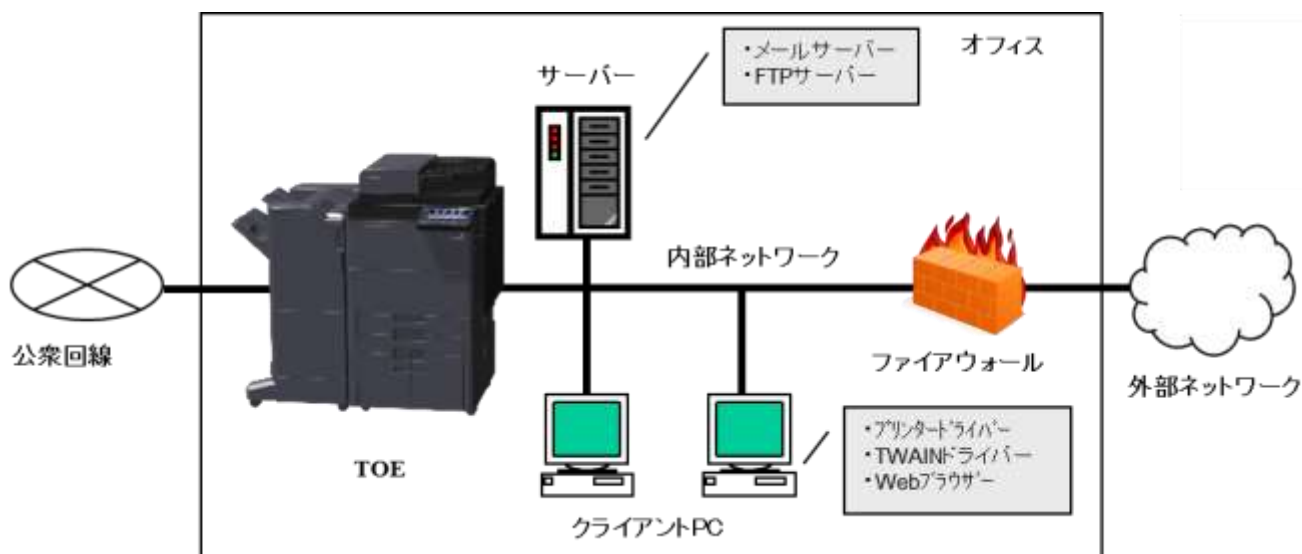 オフィス
・メールサーバー
・FTPサーバー
サーバー
内部ネットワーク
公衆回線
ファイアウォール
外部ネットワーク
TOE
・プリンタードライバー
・TWAINドライバー
・Webブラウザー
クライアントPC